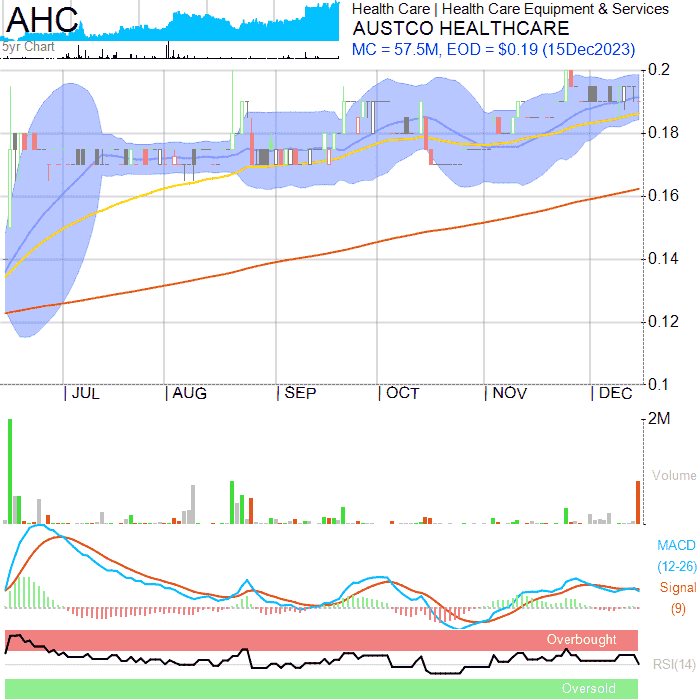 AHC
5yr Chart
Health Care | Health Care Equipment & Services
AUSTCO HEALTHCARE
MC = 57.5M, EOD = $0.19 (15Dec2023)
0.2
0.18
0.16
0.14
0.12
0.1
| JUL | AUG | SEP | OCT | NOV | DEC
2M
Volume
MACD
(12-26)
Signal
(9)
Overbought
RSI(14)
Oversold